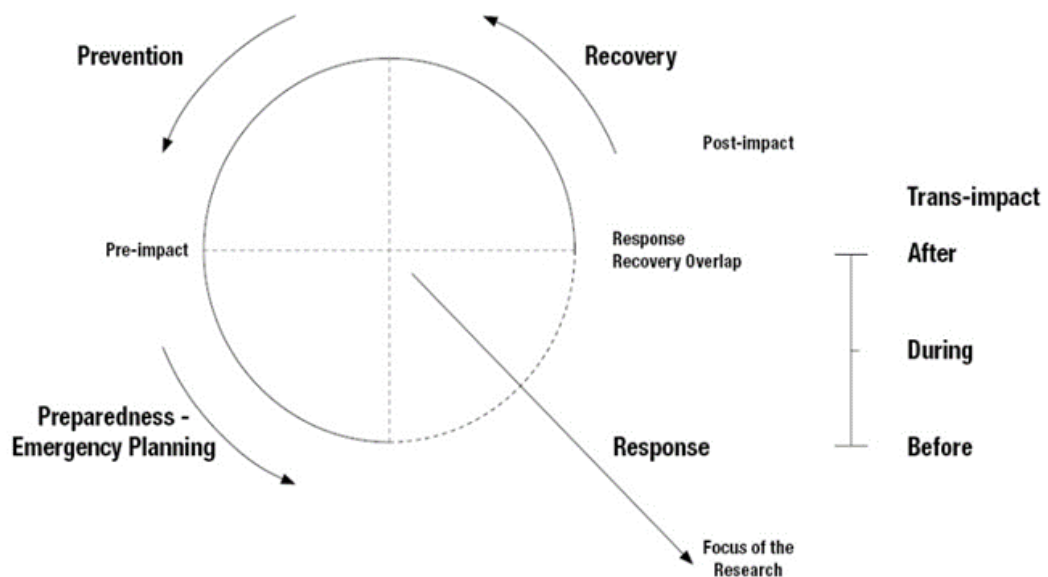 Prevention
Recovery
Post-impact
Trans-impact
Pre-impact
Response
Recovery Overlap
After
During
Preparedness -
Emergency Planning
Response
Before
Focus of the
Research